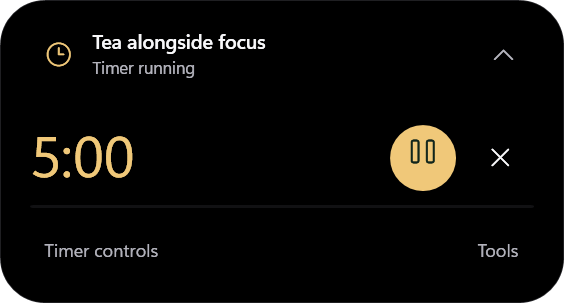 Tea alongside focus
Timer running
5:00
Timer controls
Tools